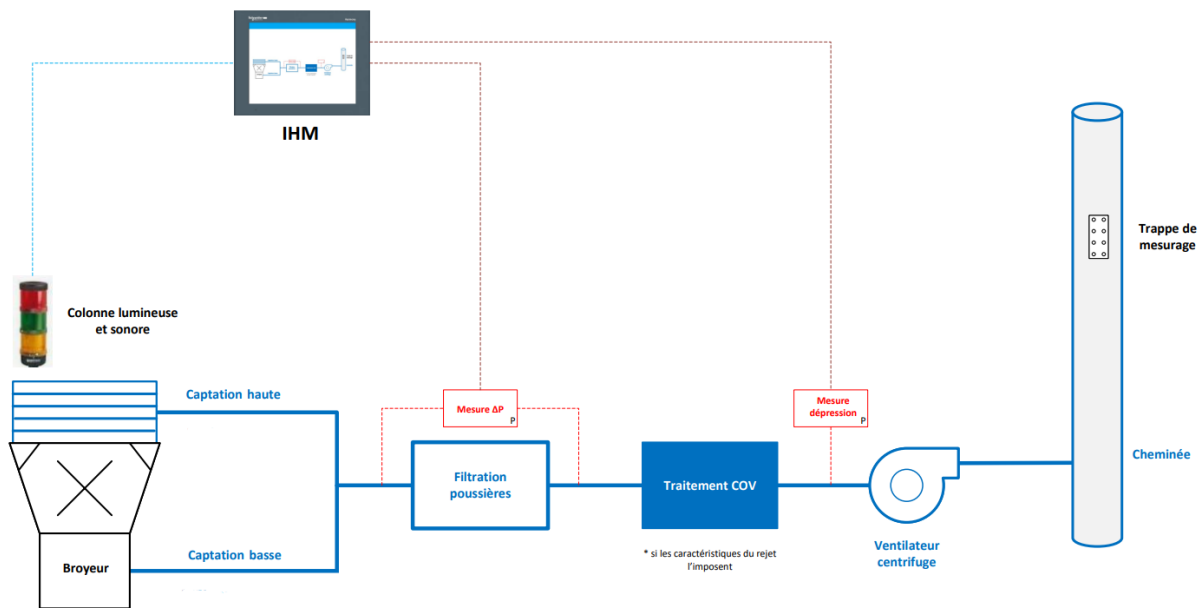 IHM
Colonne lumineuse
et sonore
Captation haute
Captation basse
Broyeur
Mesure ΔP
P
Filtration
poussières
Traitement COV
* si les caractéristiques du rejet
l'imposent
Mesure
dépression
P
Ventilateur
centrifuge
Trappe de
mesurage
Cheminée